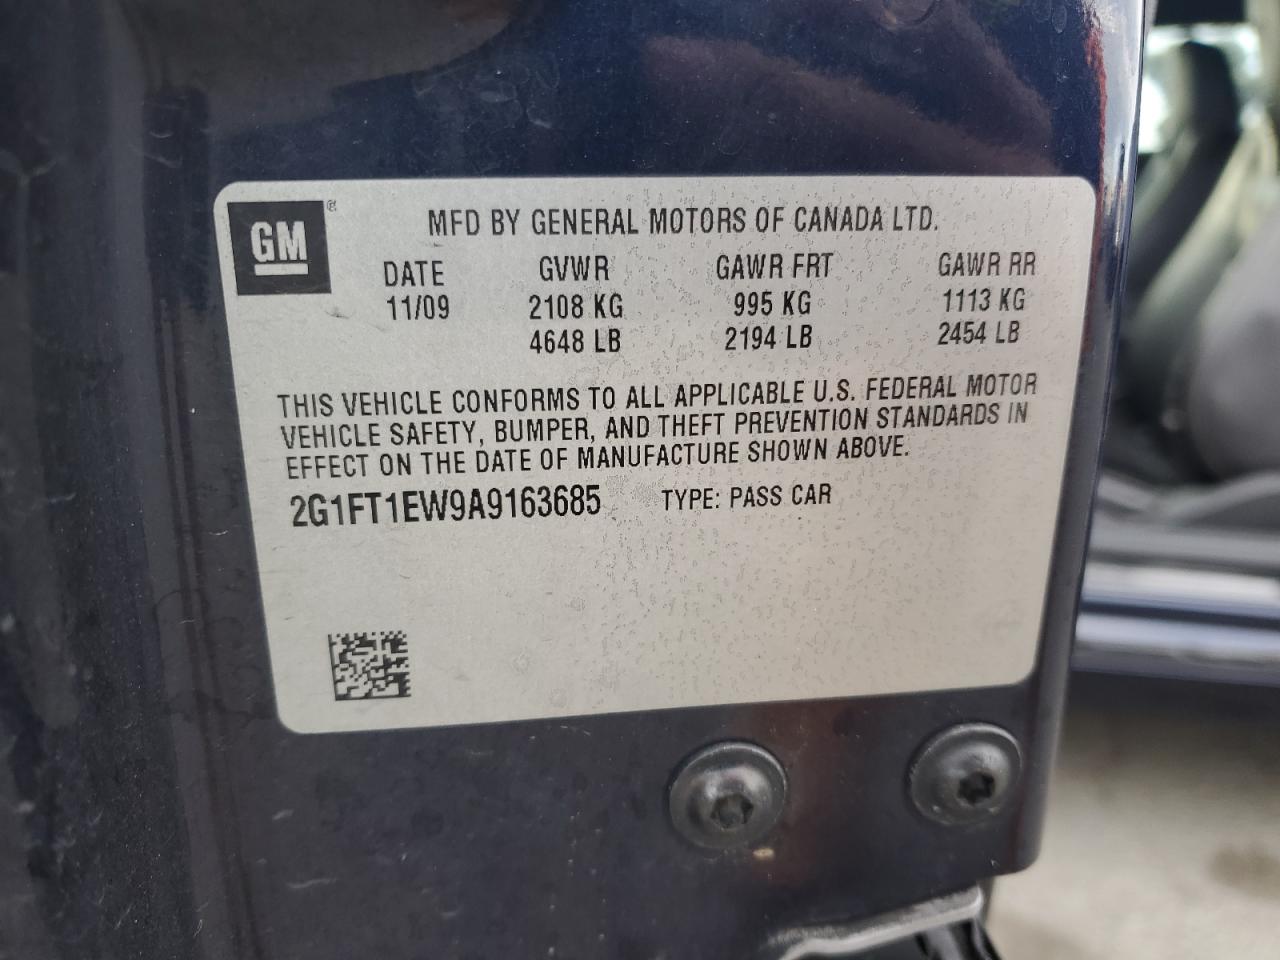 GM ®
MFD BY GENERAL MOTORS OF CANADA LTD.
DATE GVWR GAWR FRT GAWR RR
11/09 2108 KG 995 KG 1113 KG
4648 LB 2194 LB 2454 LB
THIS VEHICLE CONFORMS TO ALL APPLICABLE U.S. FEDERAL MOTOR
VEHICLE SAFETY, BUMPER, AND THEFT PREVENTION STANDARDS IN
EFFECT ON THE DATE OF MANUFACTURE SHOWN ABOVE.
2G1FT1EW9A9163685 TYPE: PASS CAR